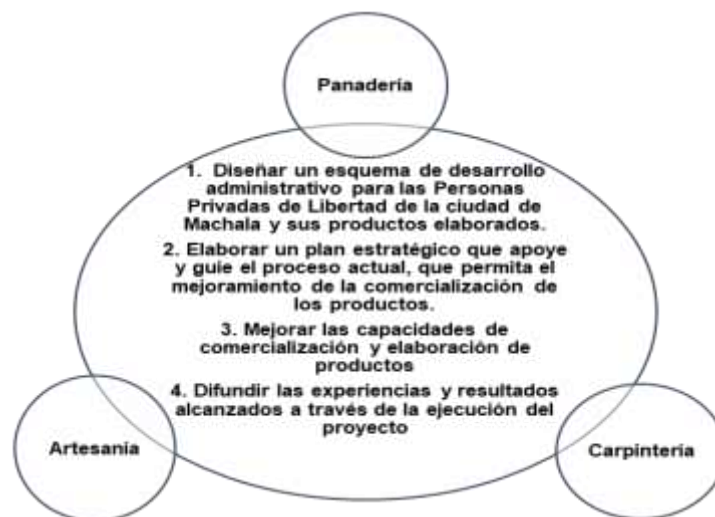 Panadería
1. Diseñar un esquema de desarrollo
administrativo para las Personas
Privadas de Libertad de la ciudad de
Machala y sus productos elaborados.
2. Elaborar un plan estratégico que apoye
y guie el proceso actual, que permita el
mejoramiento de la comercialización de
los productos.
3. Mejorar las capacidades de
comercialización y elaboración de
productos
4. Difundir las experiencias y resultados
alcanzados a través de la ejecución del
proyecto
Artesanía
Carpintería